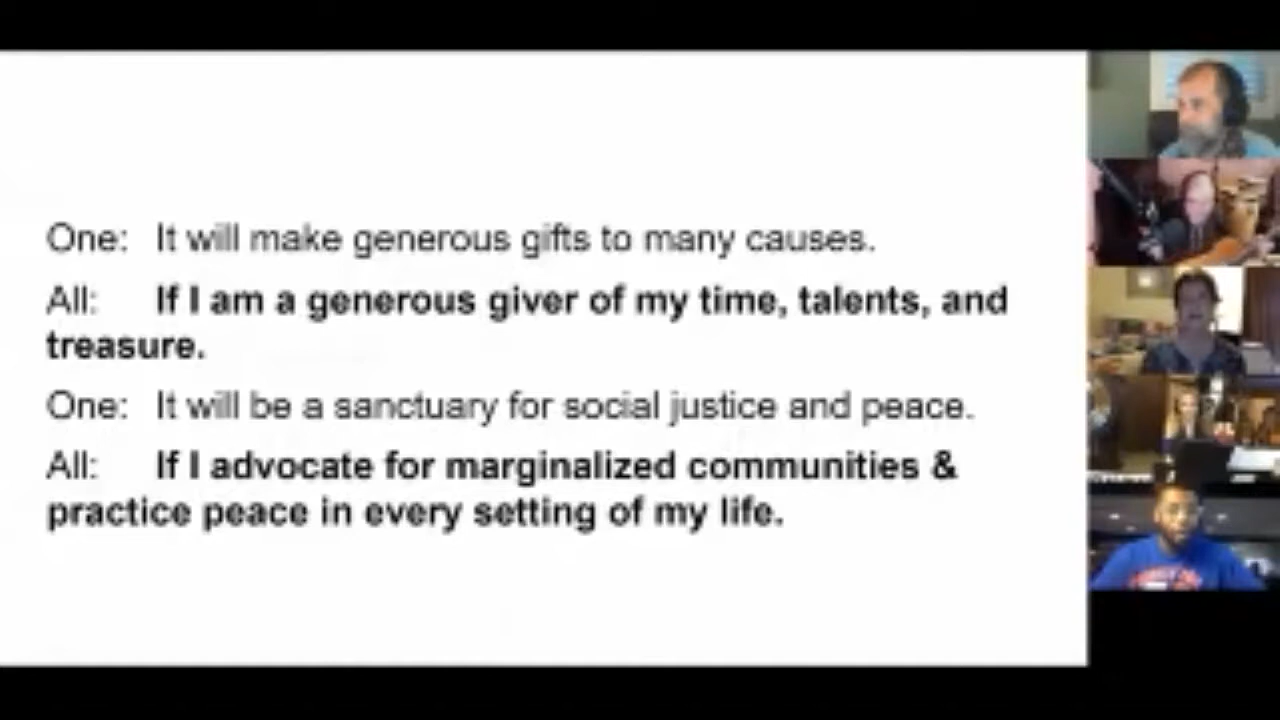 One: It will make generous gifts to many causes.
All: If I am a generous giver of my time, talents, and
treasure.
One: It will be a sanctuary for social justice and peace.
All: If I advocate for marginalized communities &
practice peace in every setting of my life.